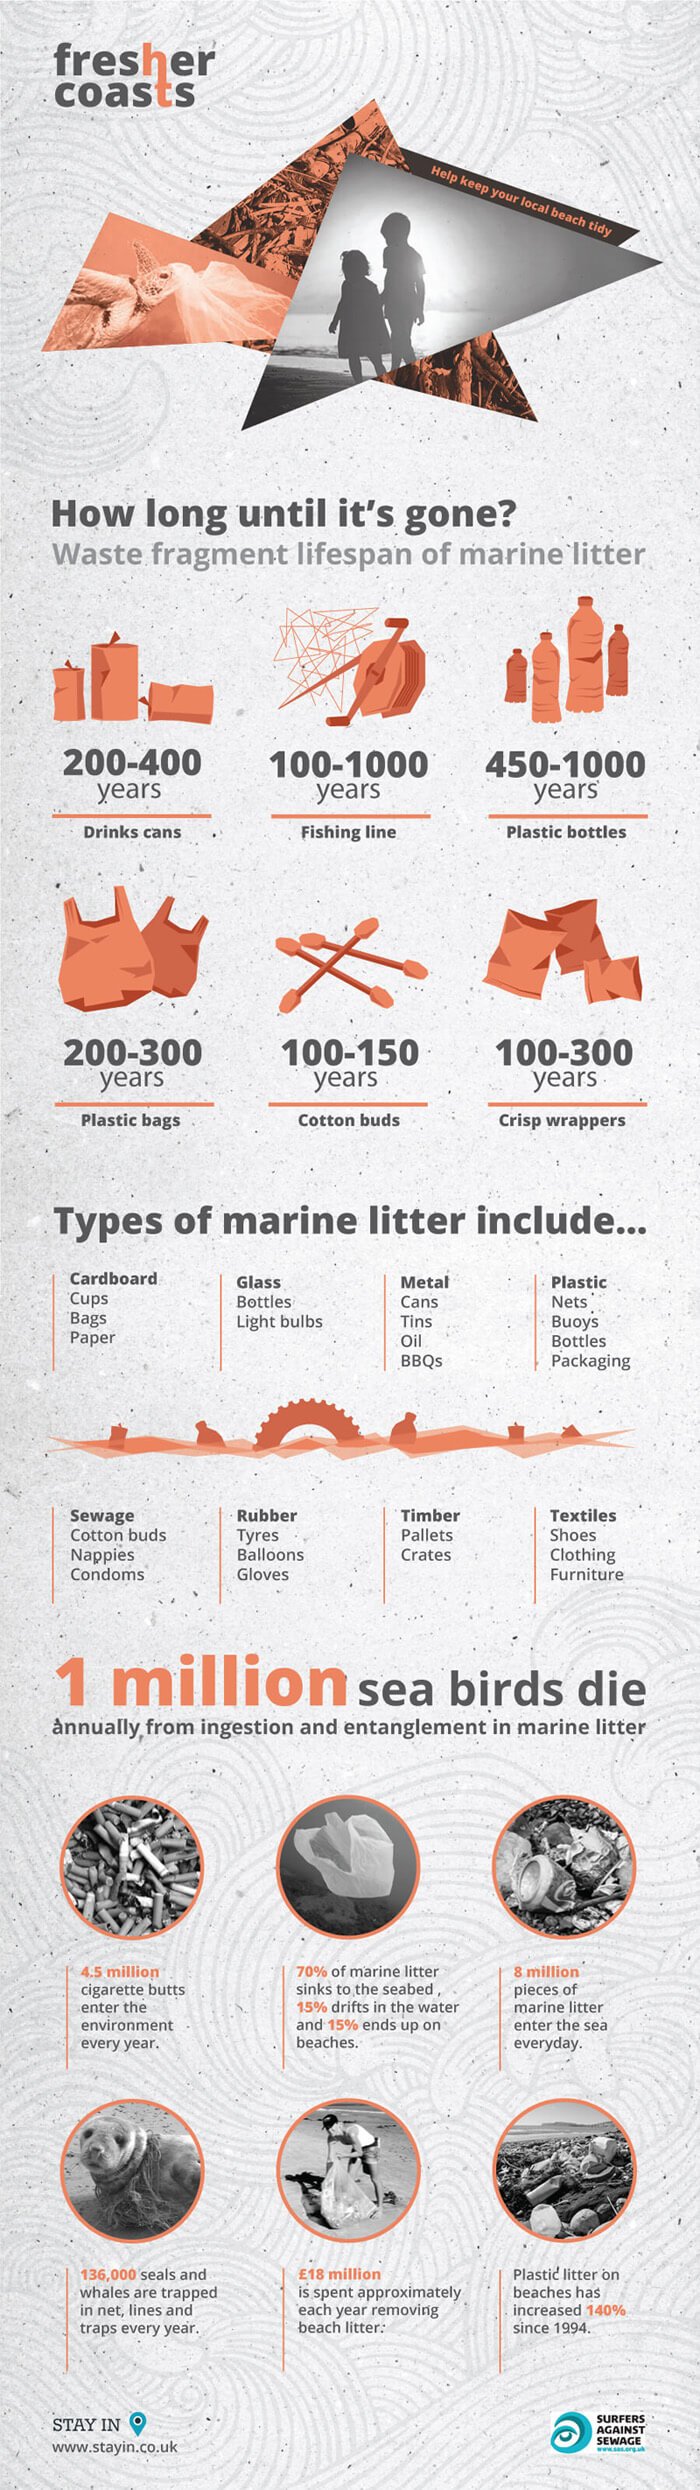 fresher
coasts
Help keep your local beach tidy
How long until it's gone?
Waste fragment lifespan of marine litter
200-400
years
Drinks cans
100-1000
years
Fishing line
450-1000
years
Plastic bottles
200-300
years
Plastic bags
100-150
years
Cotton buds
100-300
years
Crisp wrappers
Types of marine litter include...
Cardboard
Cups
Bags
Paper
Glass
Bottles
Light bulbs
Metal
Cans
Tins
Oil
BBQs
Plastic
Nets
Buoys
Bottles
Packaging
Sewage
Cotton buds
Nappies
Condoms
Rubber
Tyres
Balloons
Gloves
Timber
Pallets
Crates
Textiles
Shoes
Clothing
Furniture
1 million sea birds die
annually from ingestion and entanglement in marine litter
4.5 million
cigarette butts
enter the
environment
every year.
70% of marine litter
sinks to the seabed ,
15% drifts in the water
and 15% ends up on
beaches.
8 million
pieces of
marine litter
enter the sea
everyday.
136,000 seals and
whales are trapped
in net, lines and
traps every year.
£18 million
is spent approximately
each year removing
beach litter.
Plastic litter on
beaches has
increased 140%
since 1994.
STAY IN
www.stayin.co.uk
SURFERS
AGAINST
SEWAGE
www.sas.org.uk